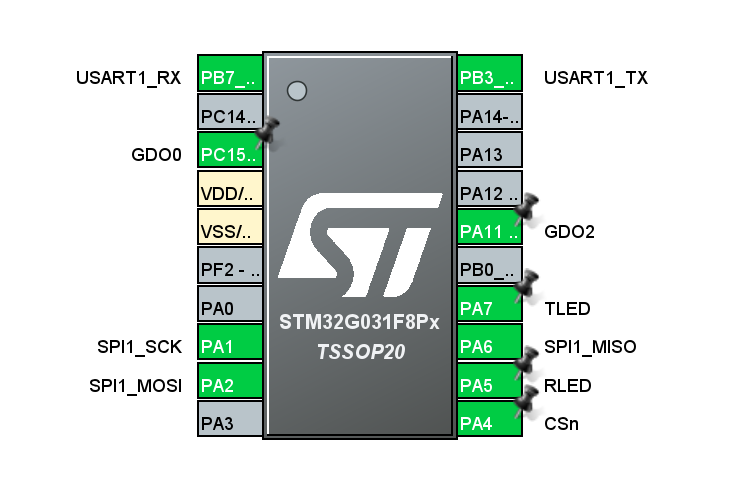 USART1_RX PB7_.. PB3_.. USART1_TX
PC14.. PA14-..
GDO0 PC15.. PA13
VDD/.. PA12 ..
VSS/.. PA11 .. GDO2
PF2 - .. PB0_..
PA0 PA7 TLED
STM32G031F8Px
SPI1_SCK PA1 PA6 SPI1_MISO
TSSOP20
SPI1_MOSI PA2 PA5 RLED
PA3 PA4 CSn